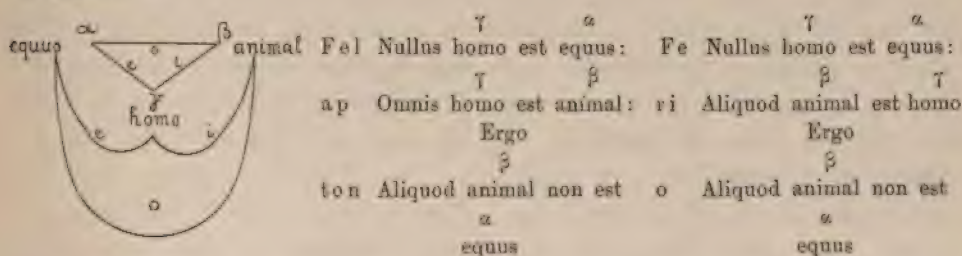 γ α γ α
equus α o β animal Fel Nullus homo est equus: Fe Nullus homo est equus:
e i
γ β β γ
γ
homo ap Omnis homo est animal: ri Aliquod animal est homo
e i Ergo Ergo
β β
o ton Aliquod animal non est o Aliquod animal non est
α α
equus equus